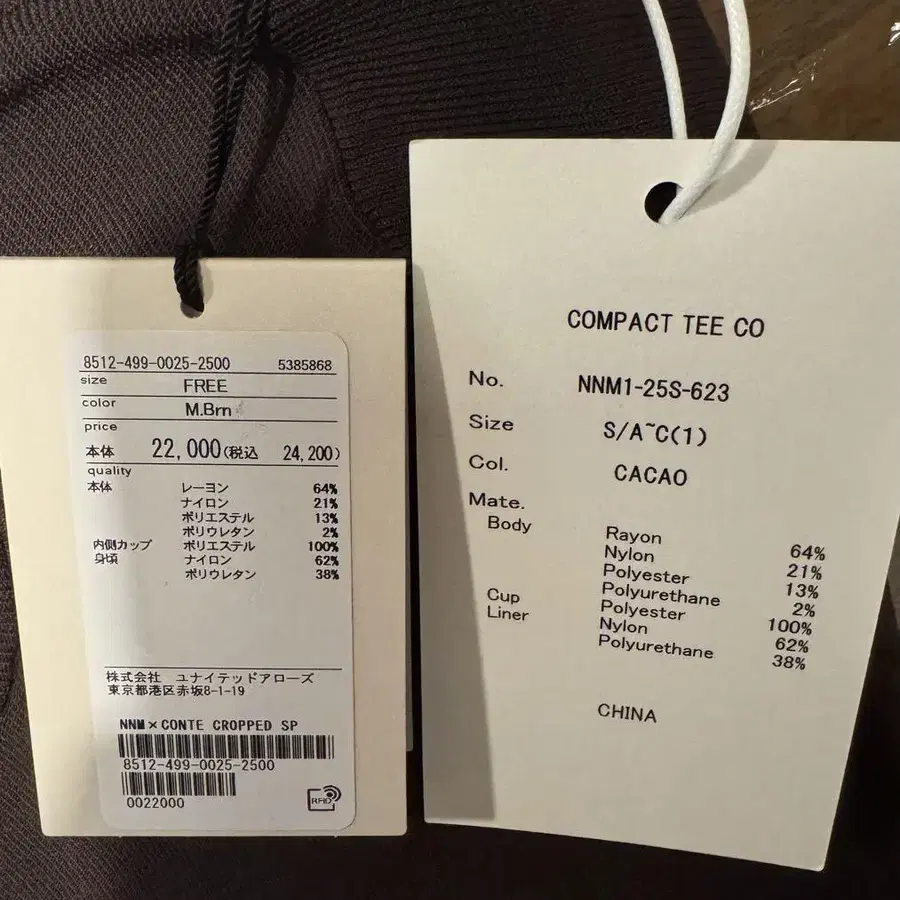 8512-499-0025-2500 5385868
size FREE
color M.Brn
price
本体 22,000(税込 24,200)
quality
本体 レーヨン 64%
ナイロン 21%
ポリエステル 13%
ポリウレタン 2%
内側カップ ポリエステル 100%
身頃 ナイロン 62%
ポリウレタン 38%
株式会社 ユナイテッドアローズ
東京都港区赤坂8-1-19
NNM×CONTE CROPPED SP
8512-499-0025-2500
0022000
RFID
COMPACT TEE CO
No. NNM1-25S-623
Size S/A~C(1)
Col. CACAO
Mate.
Body Rayon 64%
Nylon 21%
Polyester 13%
Polyurethane 2%
Cup Polyester 100%
Liner Nylon 62%
Polyurethane 38%
CHINA